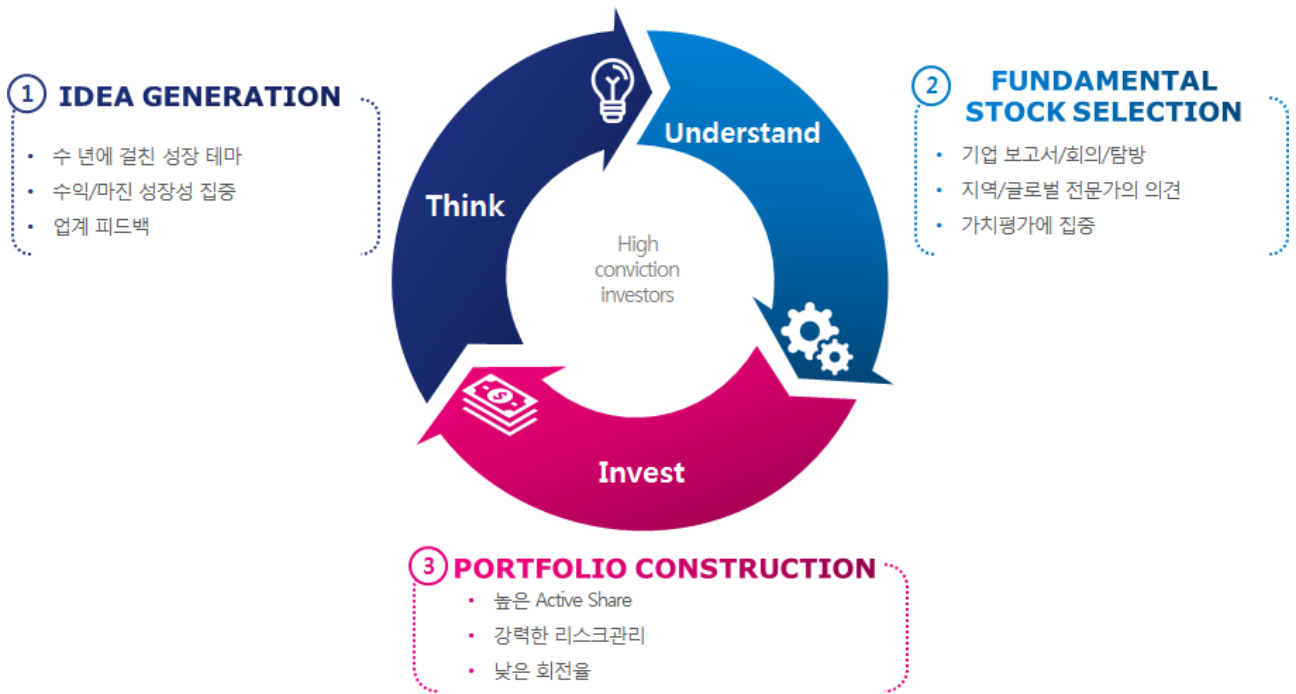 1 IDEA GENERATION
• 수 년에 걸친 성장 테마
• 수익/마진 성장성 집중
• 업계 피드백
Think
Understand
High
conviction
investors
Invest
2 FUNDAMENTAL
STOCK SELECTION
• 기업 보고서/회의/탐방
• 지역/글로벌 전문가의 의견
• 가치평가에 집중
3 PORTFOLIO CONSTRUCTION
• 높은 Active Share
• 강력한 리스크관리
• 낮은 회전율